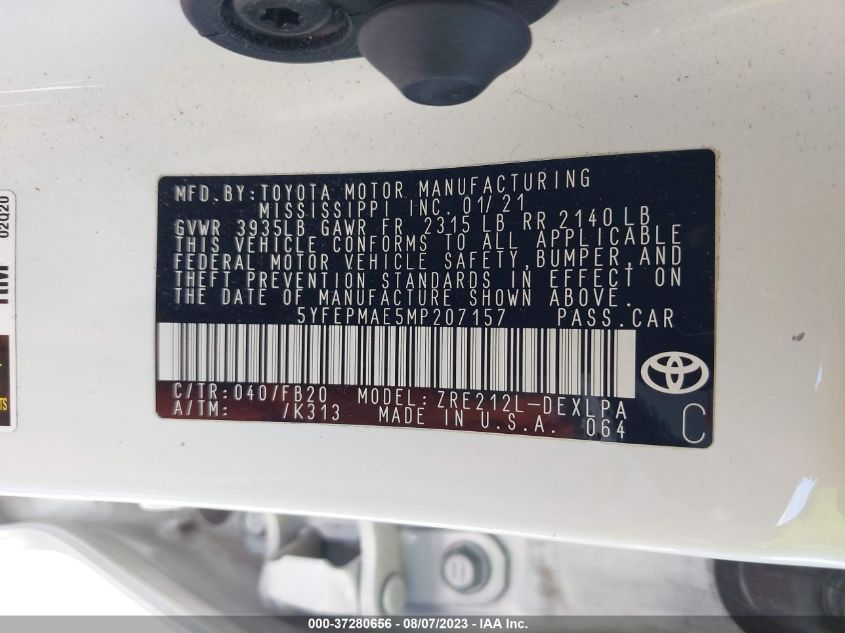 MFD.BY:TOYOTA MOTOR MANUFACTURING
MISSISSIPPI INC.01/21
GVWR 3935LB GAWR FR 2315 LB RR 2140 LB
THIS VEHICLE CONFORMS TO ALL APPLICABLE
FEDERAL MOTOR VEHICLE SAFETY,BUMPER,AND
THEFT PREVENTION STANDARDS IN EFFECT ON
THE DATE OF MANUFACTURE SHOWN ABOVE.
5YFEPMAE5MP207157 PASS.CAR
C/TR:040/FB20 MODEL:ZRE212L-DEXLPA
A/TM: /K313 MADE IN U.S.A. 064
C
02020
000-37280656 - 08/07/2023 - IAA Inc.